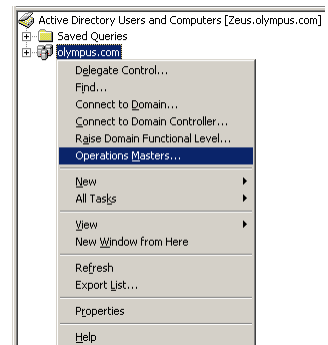 Active Directory Users and Computers [Zeus.olympus.com]
Saved Queries
olympus.com
Delegate Control...
Find...
Connect to Domain...
Connect to Domain Controller...
Raise Domain Functional Level...
Operations Masters...
New
All Tasks
View
New Window from Here
Refresh
Export List...
Properties
Help